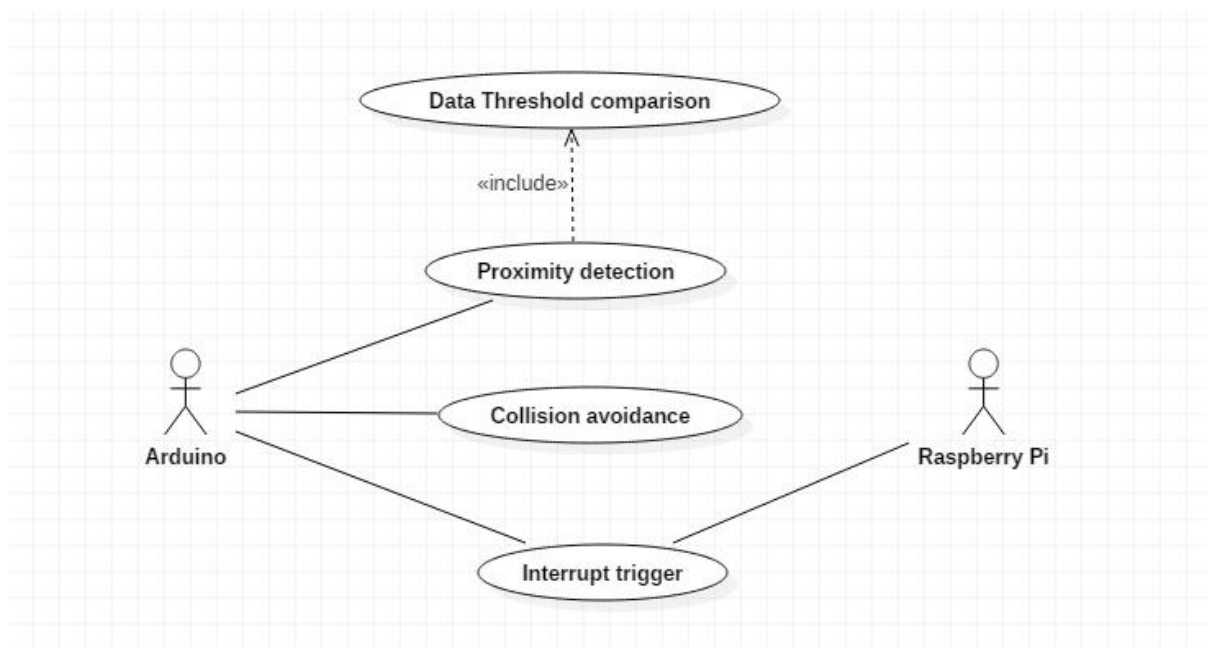 Data Threshold comparison
«include»
Proximity detection
Collision avoidance
Arduino
Raspberry Pi
Interrupt trigger